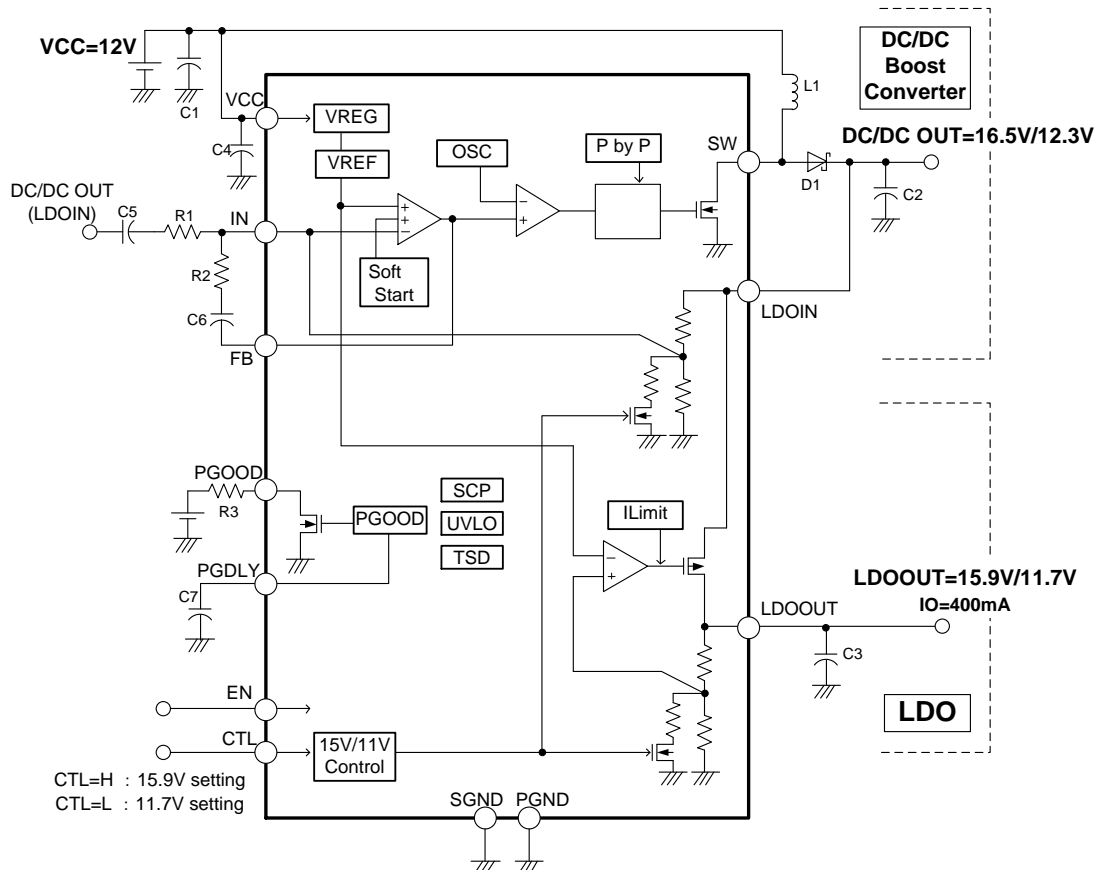 VCC=12V
C1
VCC
C4
VREG
VREF
OSC
P by P
SW
L1
DC/DC
Boost
Converter
DC/DC OUT=16.5V/12.3V
D1
C2
DC/DC OUT
(LDOIN)
C5
R1
IN
R2
C6
FB
+
+
−
−
+
Soft
Start
LDOIN
PGOOD
R3
PGOOD
SCP
UVLO
TSD
PGDLY
C7
ILimit
−
+
LDOOUT
LDOOUT=15.9V/11.7V
IO=400mA
C3
LDO
EN
CTL
15V/11V
Control
CTL=H : 15.9V setting
CTL=L : 11.7V setting
SGND
PGND